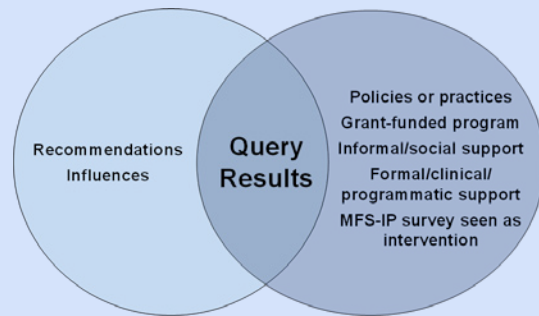 Recommendations
Influences
Query
Results
Policies or practices
Grant-funded program
Informal/social support
Formal/clinical/
programmatic support
MFS-IP survey seen as
intervention